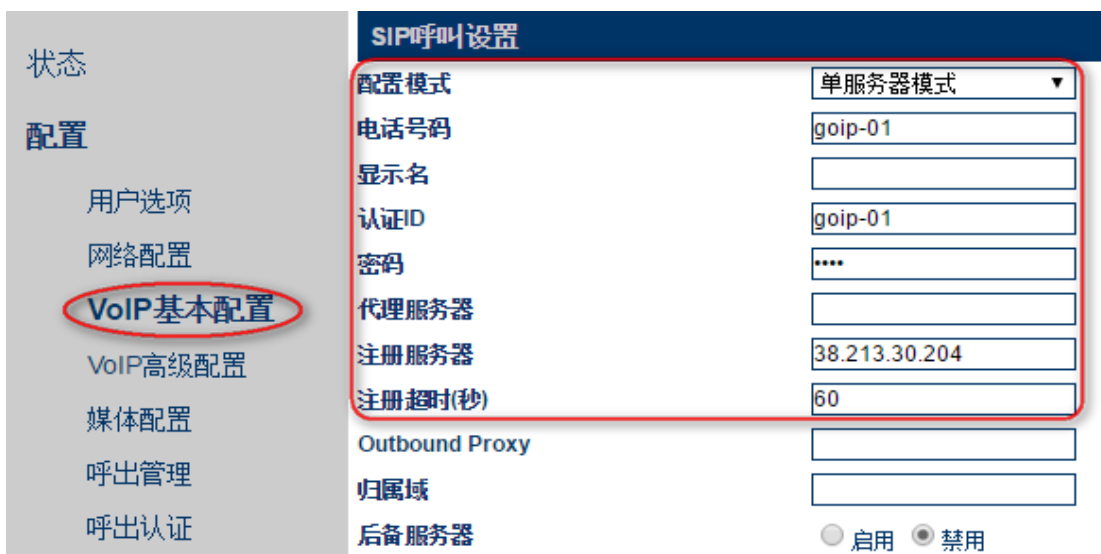 状态
配置
用户选项
网络配置
VoIP基本配置
VoIP高级配置
媒体配置
呼出管理
呼出认证
SIP呼叫设置
配置模式 单服务器模式
电话号码 goip-01
显示名
认证ID goip-01
密码 ••••
代理服务器
注册服务器 38.213.30.204
注册超时(秒) 60
Outbound Proxy
归属域
后备服务器 启用 禁用